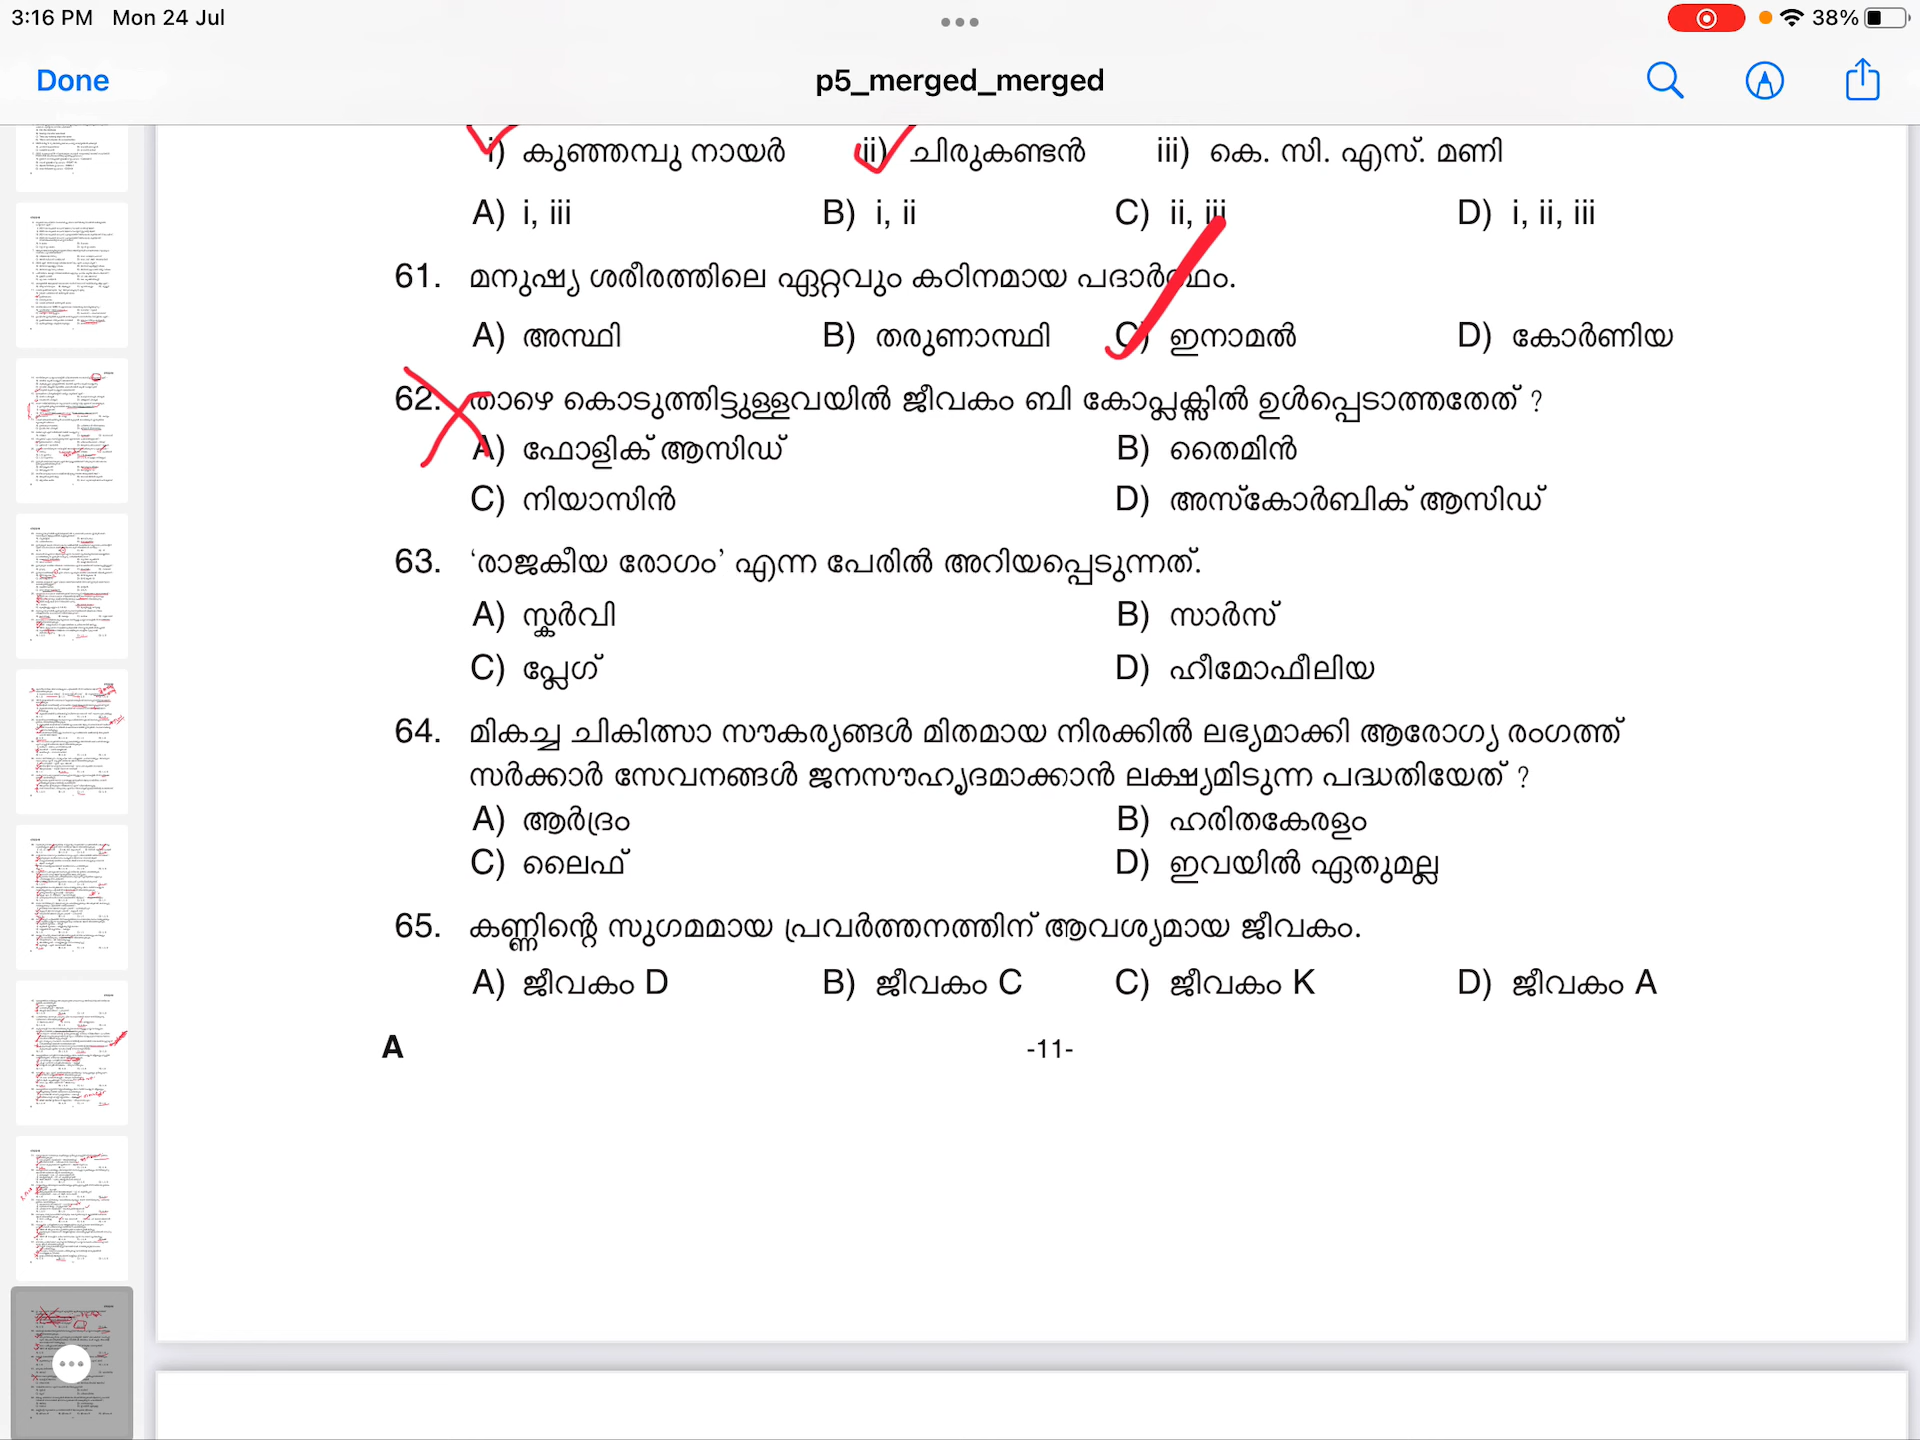 3:16 PM Mon 24 Jul
38%
Done
p5_merged_merged
i) കുഞ്ഞമ്പു നായർ ii) ചിരുകണ്ടൻ iii) കെ. സി. എസ്. മണി
A) i, iii B) i, ii C) ii, iii D) i, ii, iii
61. മനുഷ്യ ശരീരത്തിലെ ഏറ്റവും കഠിനമായ പദാർത്ഥം.
A) അസ്ഥി B) തരുണാസ്ഥി C) ഇനാമൽ D) കോർണിയ
62. താഴെ കൊടുത്തിട്ടുള്ളവയിൽ ജീവകം ബി കോപ്ലക്സിൽ ഉൾപ്പെടാത്തതേത് ?
A) ഫോളിക് ആസിഡ് B) തൈമിൻ
C) നിയാസിൻ D) അസ്കോർബിക് ആസിഡ്
63. ‘രാജകീയ രോഗം’ എന്ന പേരിൽ അറിയപ്പെടുന്നത്.
A) സ്കർവി B) സാർസ്
C) പ്ലേഗ് D) ഹീമോഫീലിയ
64. മികച്ച ചികിത്സാ സൗകര്യങ്ങൾ മിതമായ നിരക്കിൽ ലഭ്യമാക്കി ആരോഗ്യ രംഗത്ത്
സർക്കാർ സേവനങ്ങൾ ജനസൗഹൃദമാക്കാൻ ലക്ഷ്യമിടുന്ന പദ്ധതിയേത് ?
A) ആർദ്രം B) ഹരിതകേരളം
C) ലൈഫ് D) ഇവയിൽ ഏതുമല്ല
65. കണ്ണിന്റെ സുഗമമായ പ്രവർത്തനത്തിന് ആവശ്യമായ ജീവകം.
A) ജീവകം D B) ജീവകം C C) ജീവകം K D) ജീവകം A
A -11-